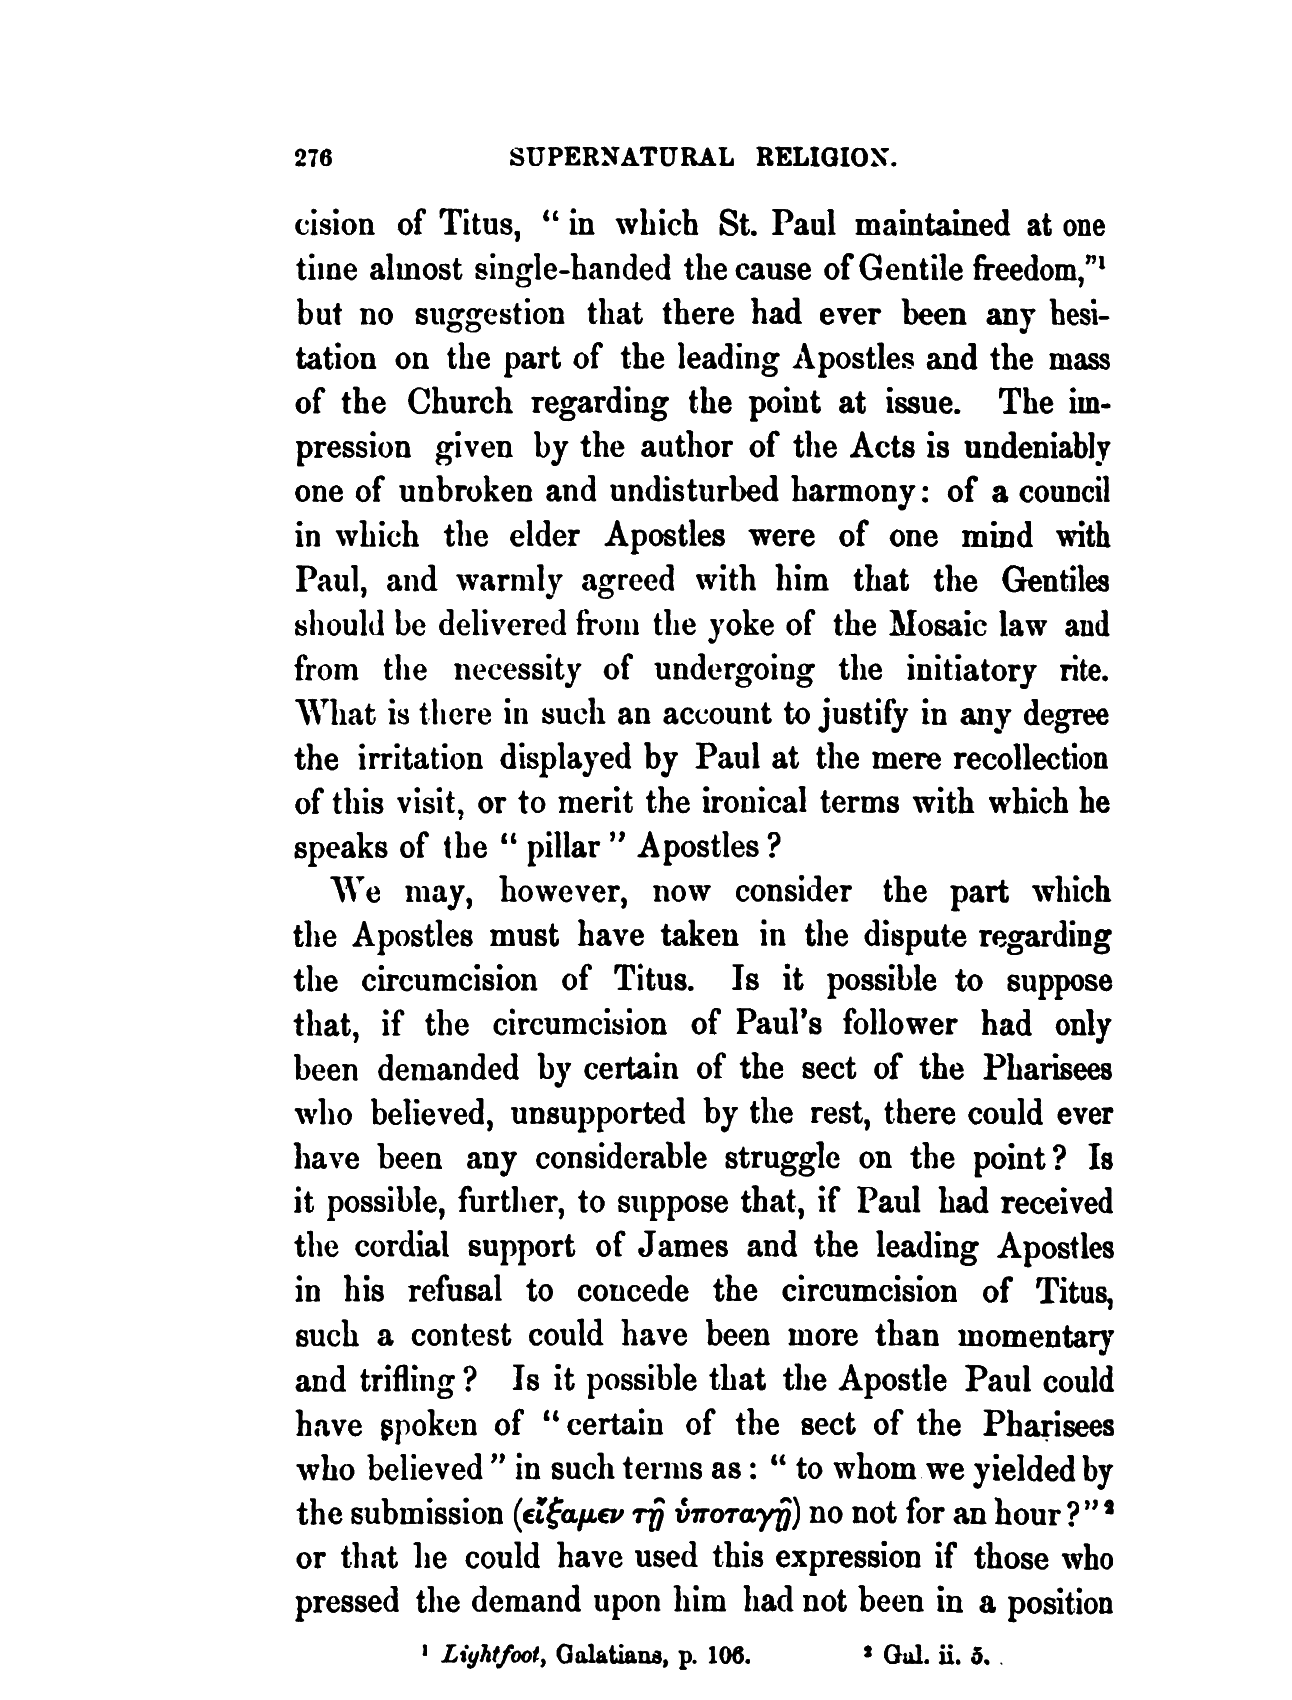 276 SUPERNATURAL RELIGION.
cision of Titus, “ in which St. Paul maintained at one
time almost single-handed the cause of Gentile freedom,”¹
but no suggestion that there had ever been any hesi-
tation on the part of the leading Apostles and the mass
of the Church regarding the point at issue. The im-
pression given by the author of the Acts is undeniably
one of unbroken and undisturbed harmony: of a council
in which the elder Apostles were of one mind with
Paul, and warmly agreed with him that the Gentiles
should be delivered from the yoke of the Mosaic law and
from the necessity of undergoing the initiatory rite.
What is there in such an account to justify in any degree
the irritation displayed by Paul at the mere recollection
of this visit, or to merit the ironical terms with which he
speaks of the “ pillar ” Apostles ?
We may, however, now consider the part which
the Apostles must have taken in the dispute regarding
the circumcision of Titus. Is it possible to suppose
that, if the circumcision of Paul’s follower had only
been demanded by certain of the sect of the Pharisees
who believed, unsupported by the rest, there could ever
have been any considerable struggle on the point ? Is
it possible, further, to suppose that, if Paul had received
the cordial support of James and the leading Apostles
in his refusal to concede the circumcision of Titus,
such a contest could have been more than momentary
and trifling ? Is it possible that the Apostle Paul could
have spoken of “ certain of the sect of the Pharisees
who believed ” in such terms as : “ to whom we yielded by
the submission (εἴξαμεν τῇ ὑποταγῇ) no not for an hour ? ” ²
or that he could have used this expression if those who
pressed the demand upon him had not been in a position
¹ Lightfoot, Galatians, p. 106. ² Gal. ii. 5.